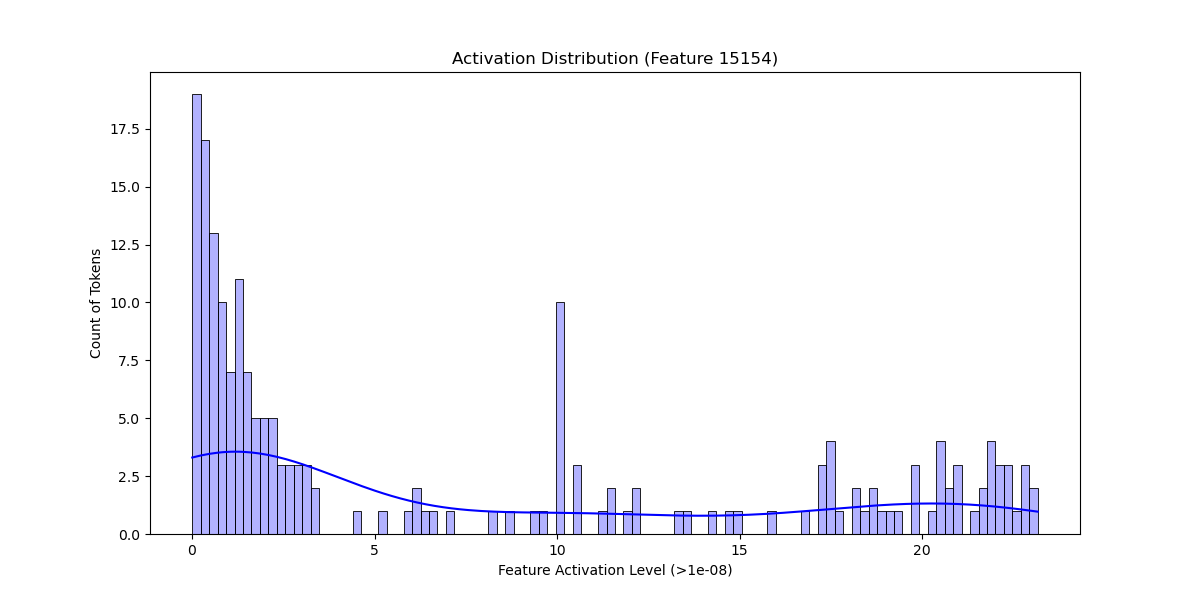 Activation Distribution (Feature 15154)
17.5
15.0
12.5
10.0
7.5
5.0
2.5
0.0
Count of Tokens
0 5 10 15 20
Feature Activation Level (>1e-08)